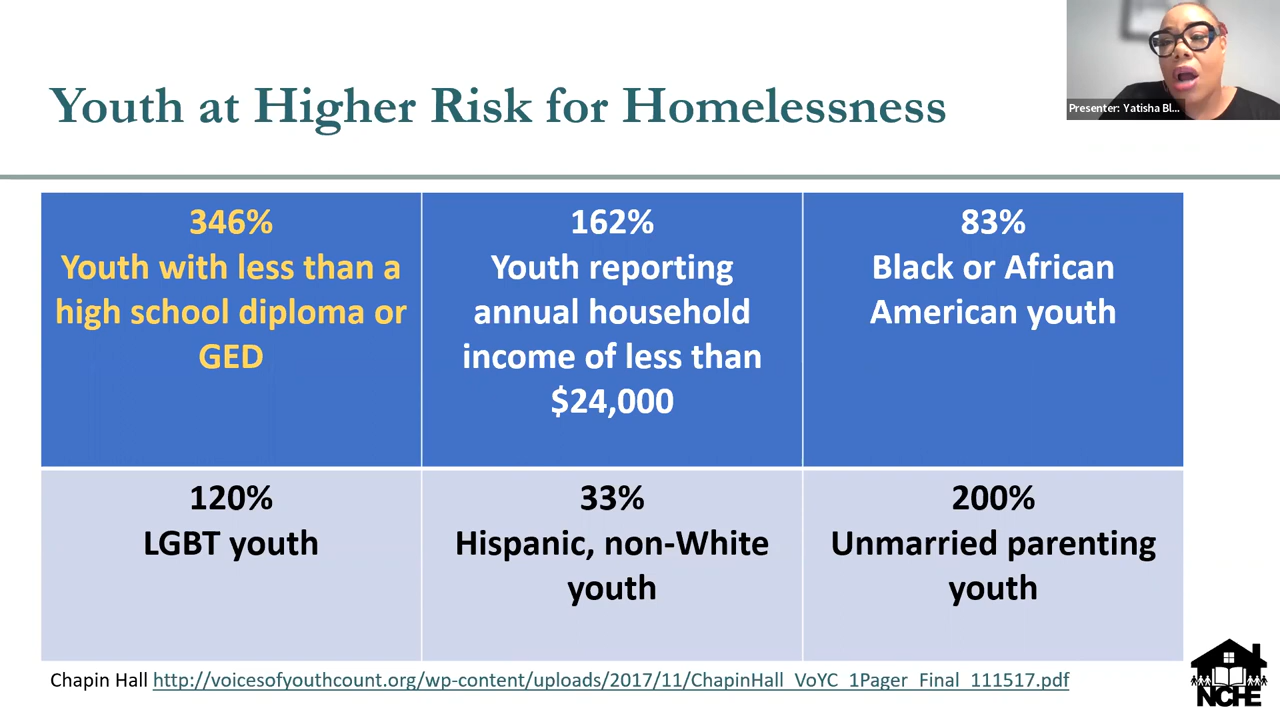 Youth at Higher Risk for Homelessness
Presenter: Yatisha Bl...
346%
Youth with less than a
high school diploma or
GED
162%
Youth reporting
annual household
income of less than
$24,000
83%
Black or African
American youth
120%
LGBT youth
33%
Hispanic, non-White
youth
200%
Unmarried parenting
youth
Chapin Hall http://voicesofyouthcount.org/wp-content/uploads/2017/11/ChapinHall_VoYC_1Pager_Final_111517.pdf
NCHE